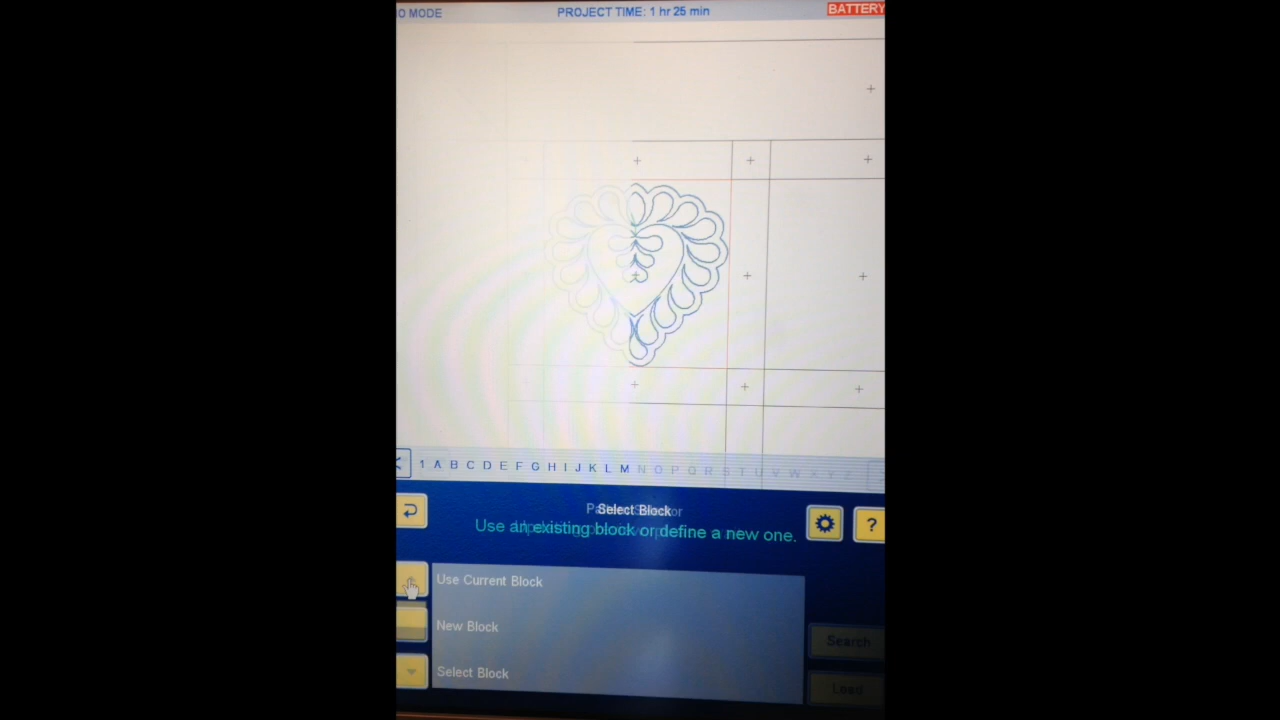 O MODE PROJECT TIME: 1 hr 25 min BATTERY
< 1 A B C D E F G H I J K L M N O P Q R S T U V W X Y Z
Select Block
Use an existing block or define a new one.
?
Use Current Block
New Block
Search
Select Block
Load